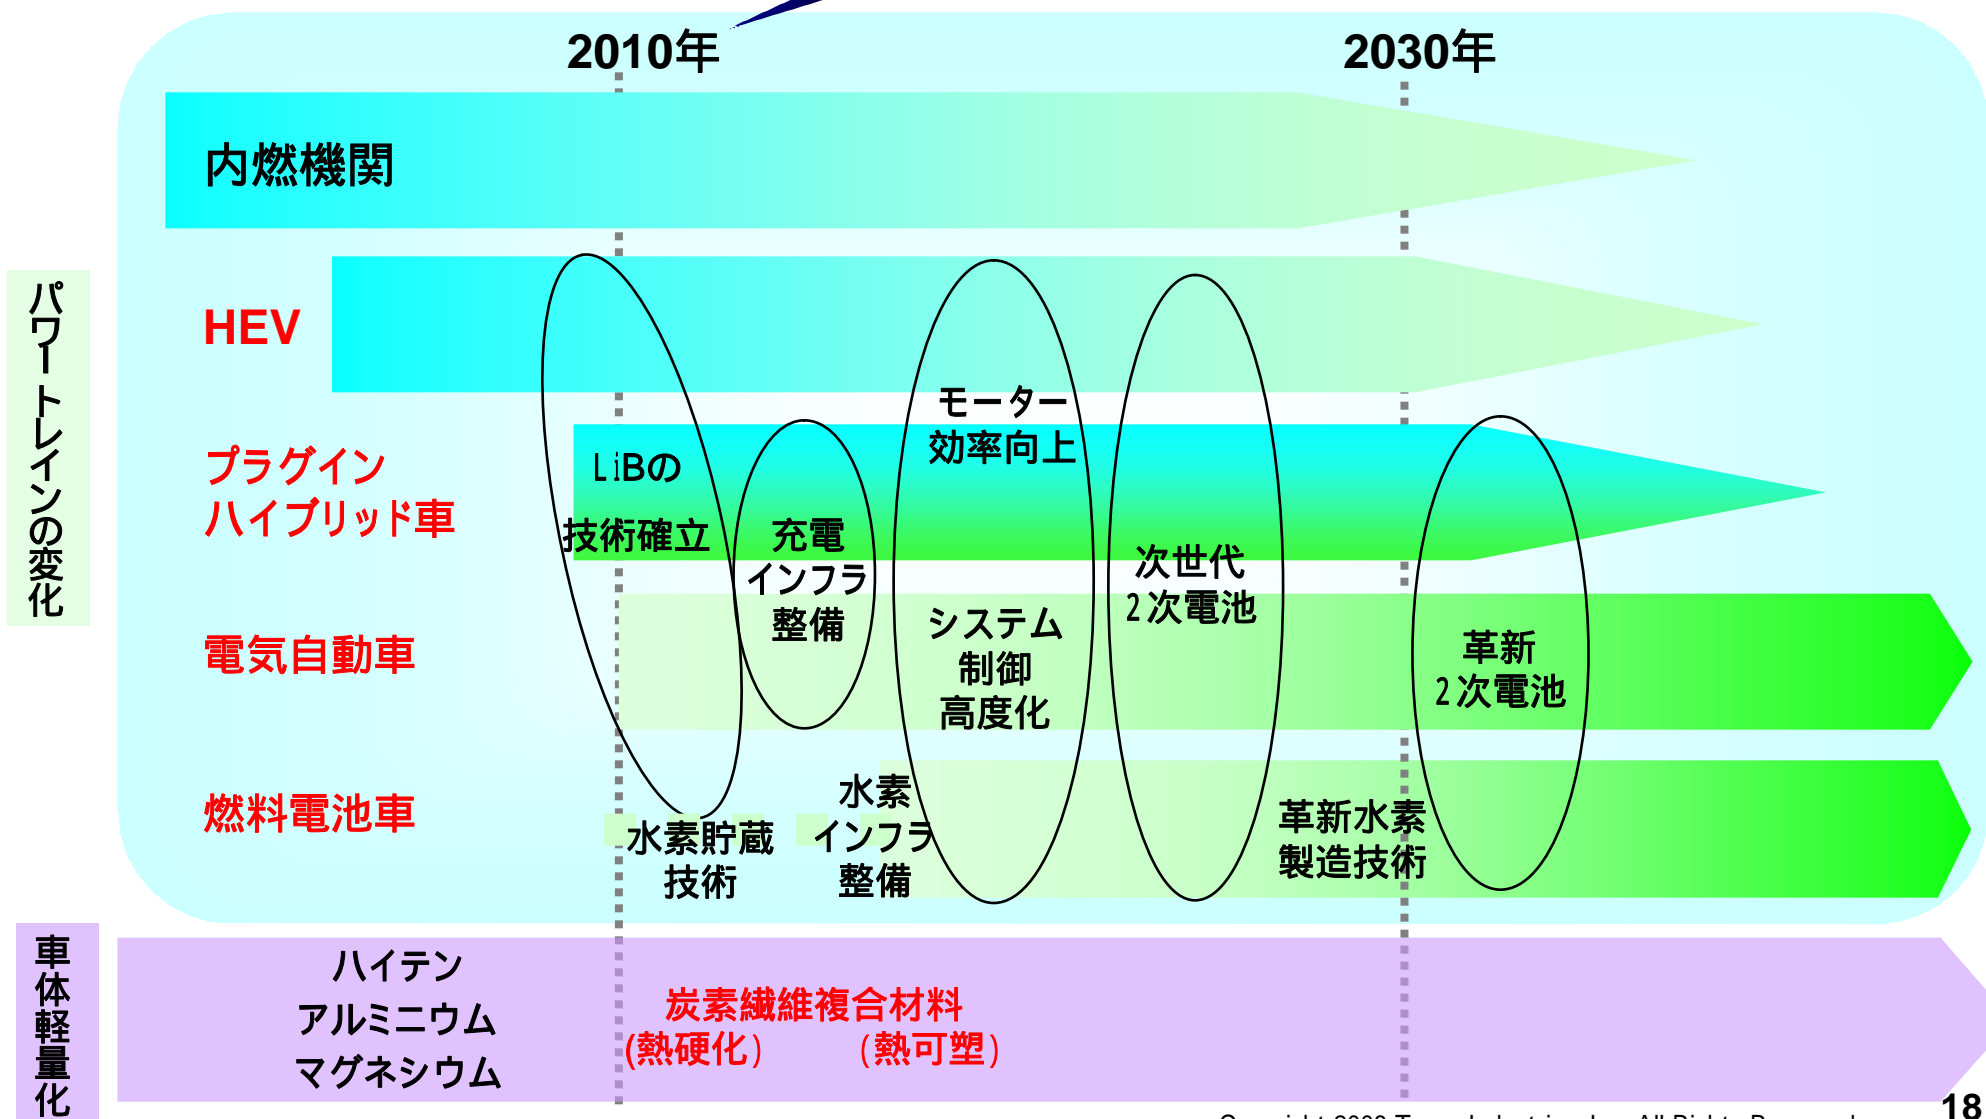 2010年
2030年
パワートレインの変化
内燃機関
HEV
プラグイン
ハイブリッド車
電気自動車
燃料電池車
LiBの
技術確立
充電
インフラ
整備
モーター
効率向上
システム
制御
高度化
次世代
2次電池
革新
2次電池
水素貯蔵
技術
水素
インフラ
整備
革新水素
製造技術
車体軽量化
ハイテン
アルミニウム
マグネシウム
炭素繊維複合材料
(熱硬化) (熱可塑)
18